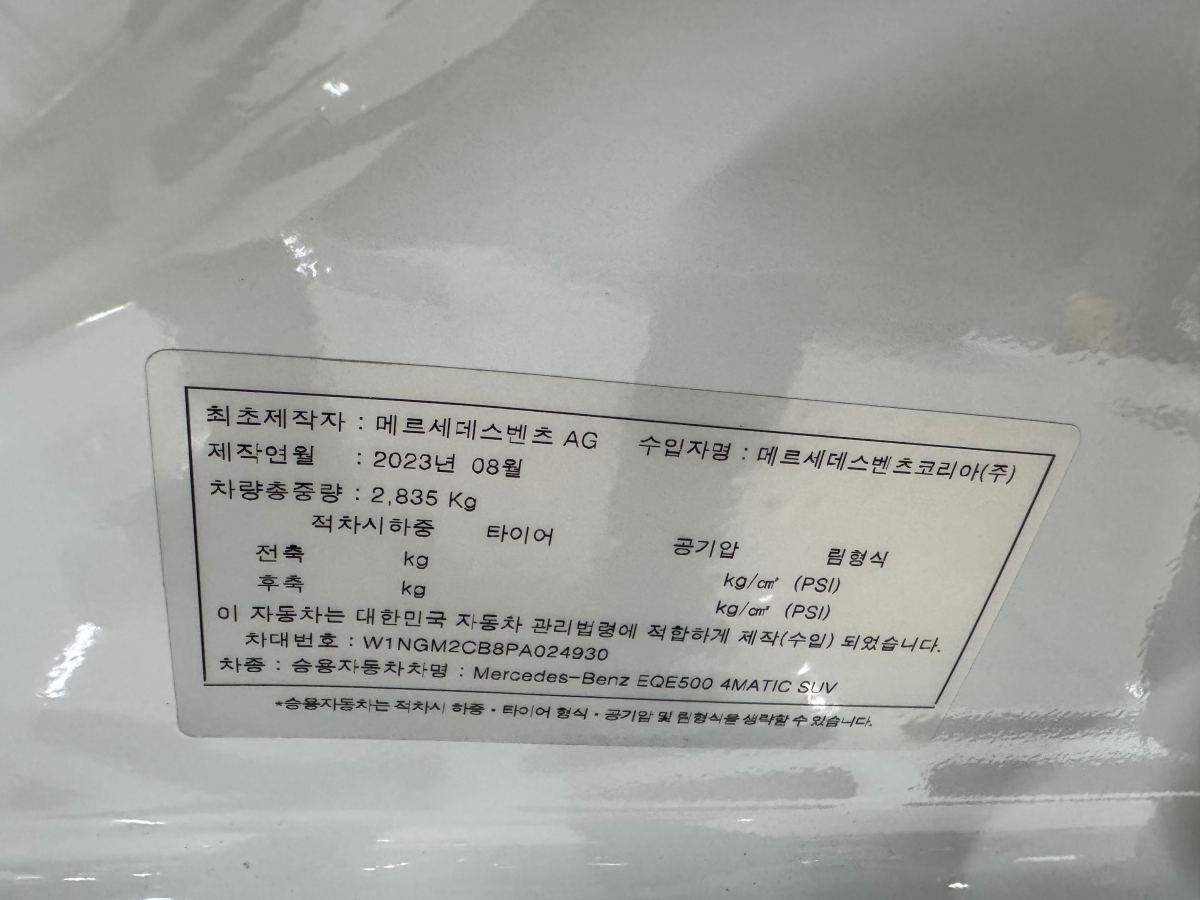 최초제작자 : 메르세데스벤츠 AG 수입자명 : 메르세데스벤츠코리아(주)
제작연월 : 2023년 08월
차량총중량 : 2,835 Kg
적차시하중 타이어 공기압 림형식
전축 kg kg/㎠ (PSI)
후축 kg kg/㎠ (PSI)
이 자동차는 대한민국 자동차 관리법령에 적합하게 제작(수입) 되었습니다.
차대번호 : W1NGM2CB8PA024930
차종 : 승용자동차차명 : Mercedes-Benz EQE500 4MATIC SUV
*승용자동차는 적차시 하중·타이어 형식·공기압 및 림형식을 생략할 수 있습니다.